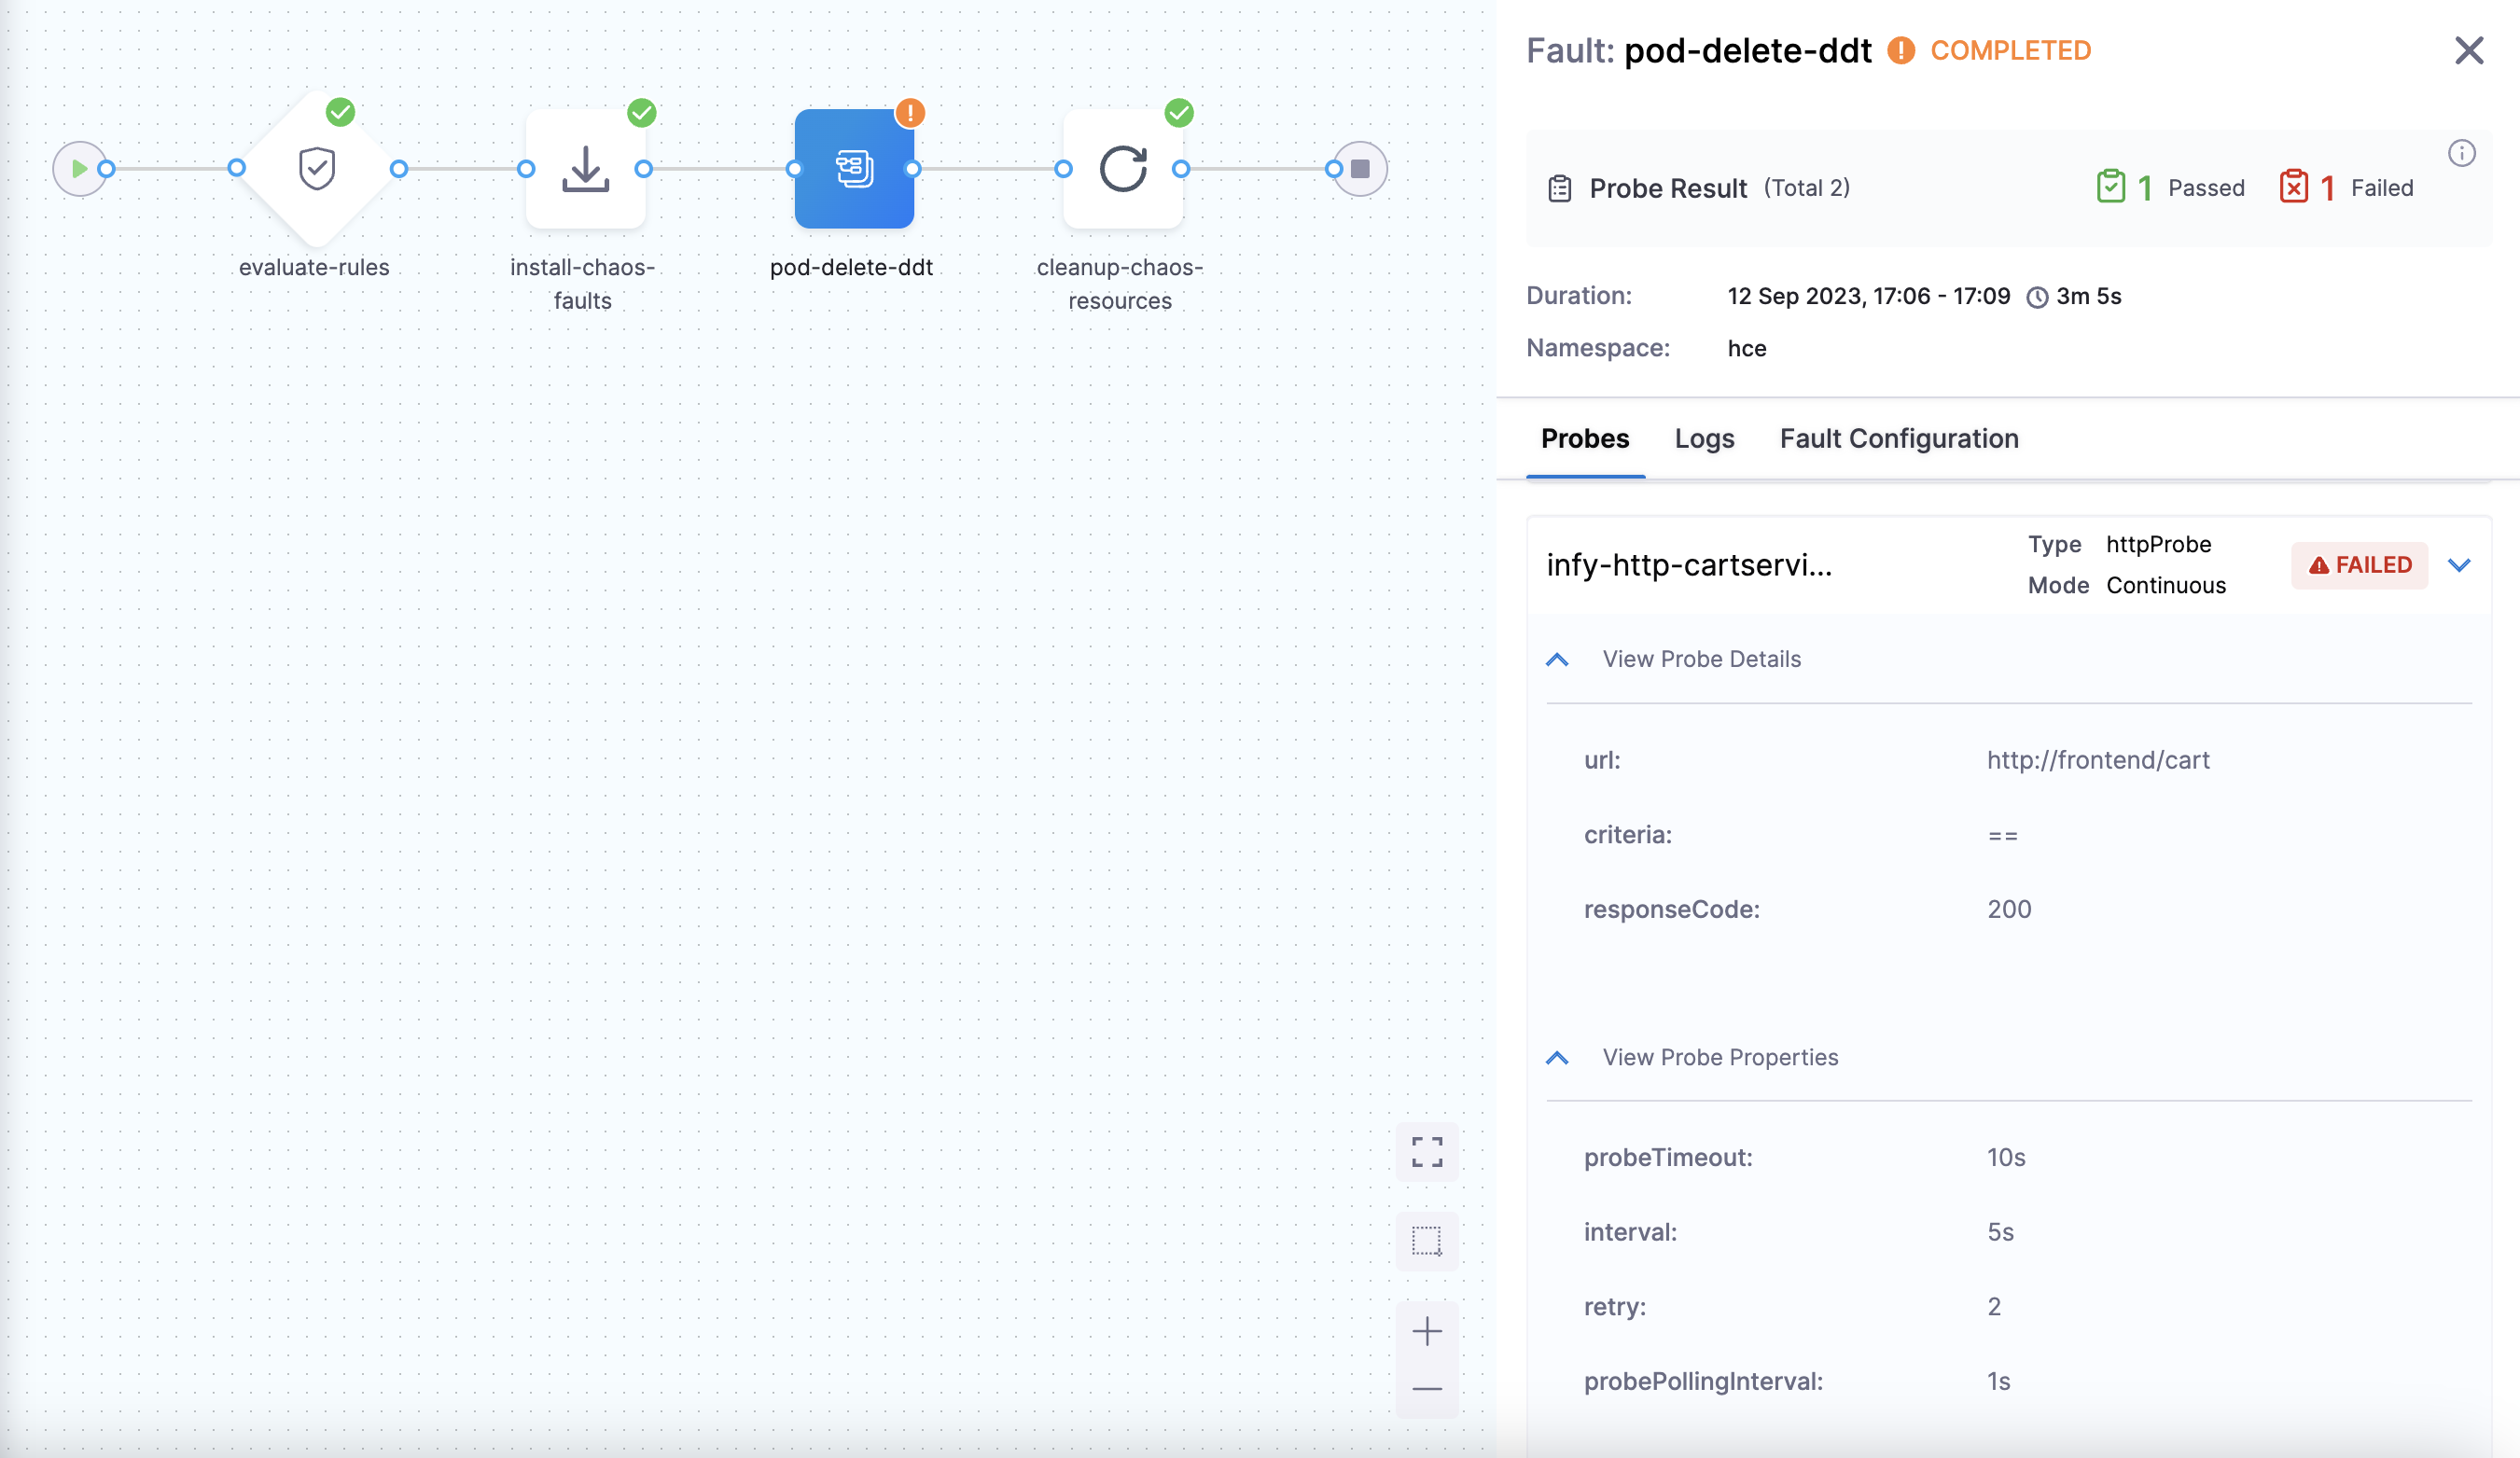 evaluate-rules
install-chaos-
faults
pod-delete-ddt
cleanup-chaos-
resources
Fault: pod-delete-ddt COMPLETED
Probe Result (Total 2) 1 Passed 1 Failed
Duration: 12 Sep 2023, 17:06 - 17:09 3m 5s
Namespace: hce
Probes Logs Fault Configuration
infy-http-cartservi...
Type httpProbe
Mode Continuous
FAILED
View Probe Details
url: http://frontend/cart
criteria: ==
responseCode: 200
View Probe Properties
probeTimeout: 10s
interval: 5s
retry: 2
probePollingInterval: 1s